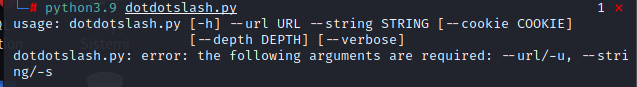 └─# python3.9 dotdotslash.py 1 ×
usage: dotdotslash.py [-h] --url URL --string STRING [--cookie COOKIE]
[--depth DEPTH] [--verbose]
dotdotslash.py: error: the following arguments are required: --url/-u, --stri
ng/-s